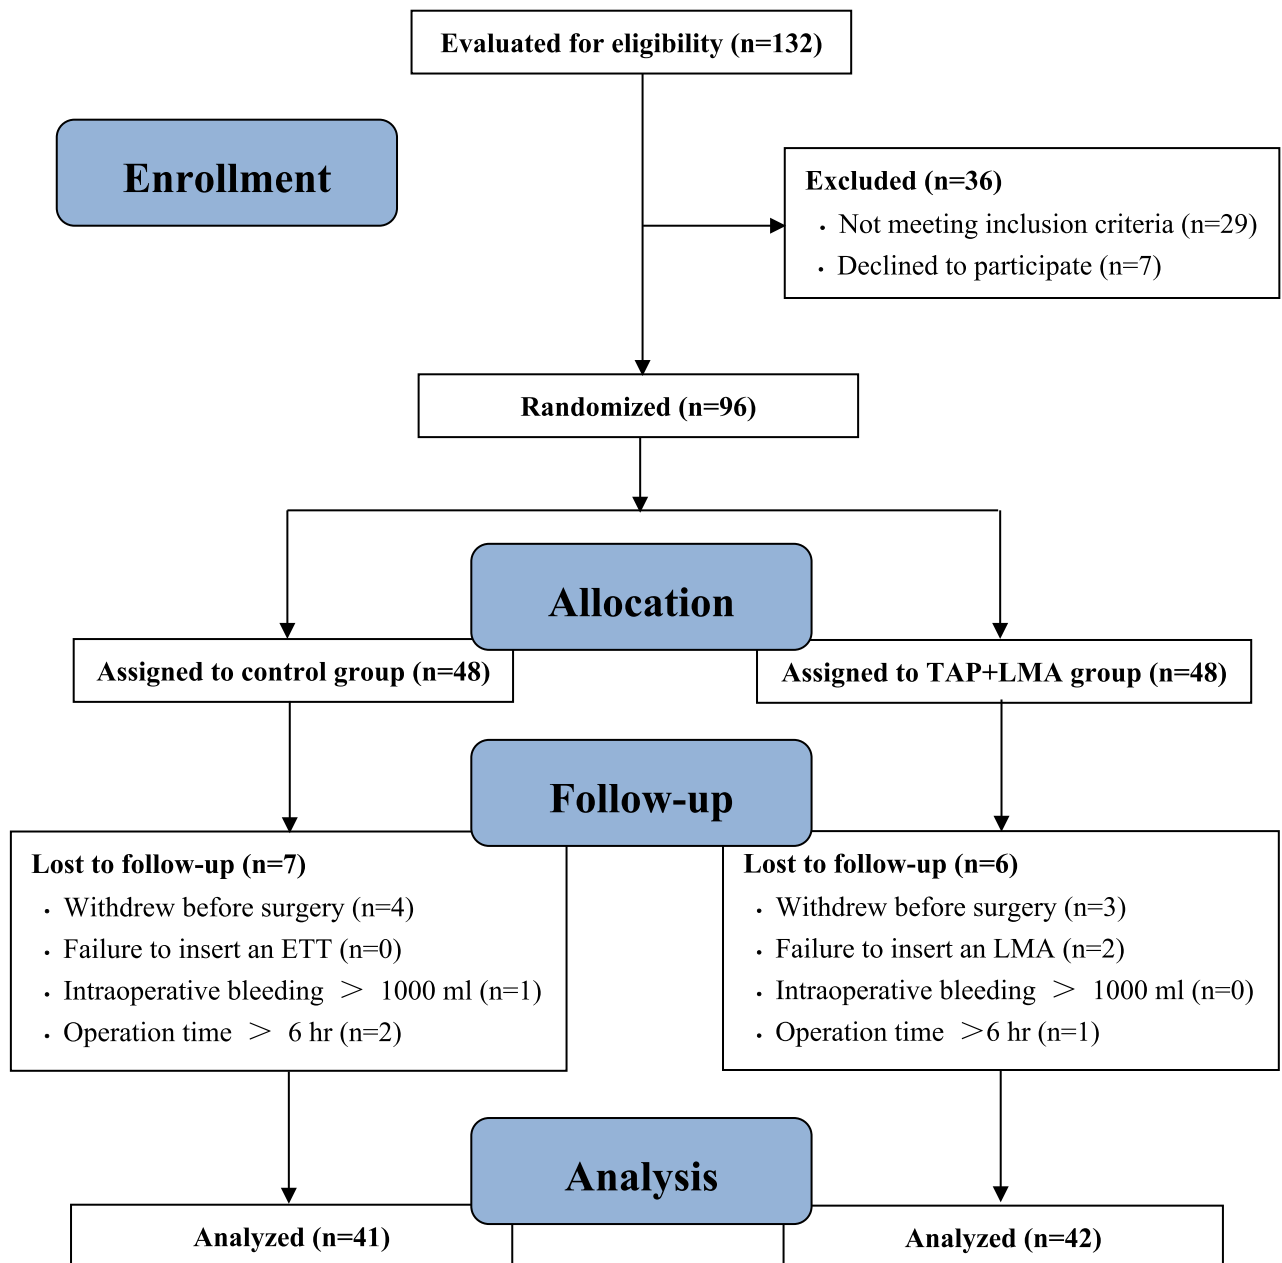 Evaluated for eligibility (n=132)
Enrollment
Excluded (n=36)
· Not meeting inclusion criteria (n=29)
· Declined to participate (n=7)
Randomized (n=96)
Allocation
Assigned to control group (n=48)
Assigned to TAP+LMA group (n=48)
Follow-up
Lost to follow-up (n=7)
· Withdrew before surgery (n=4)
· Failure to insert an ETT (n=0)
· Intraoperative bleeding ＞ 1000 ml (n=1)
· Operation time ＞ 6 hr (n=2)
Lost to follow-up (n=6)
· Withdrew before surgery (n=3)
· Failure to insert an LMA (n=2)
· Intraoperative bleeding ＞ 1000 ml (n=0)
· Operation time ＞6 hr (n=1)
Analysis
Analyzed (n=41)
Analyzed (n=42)